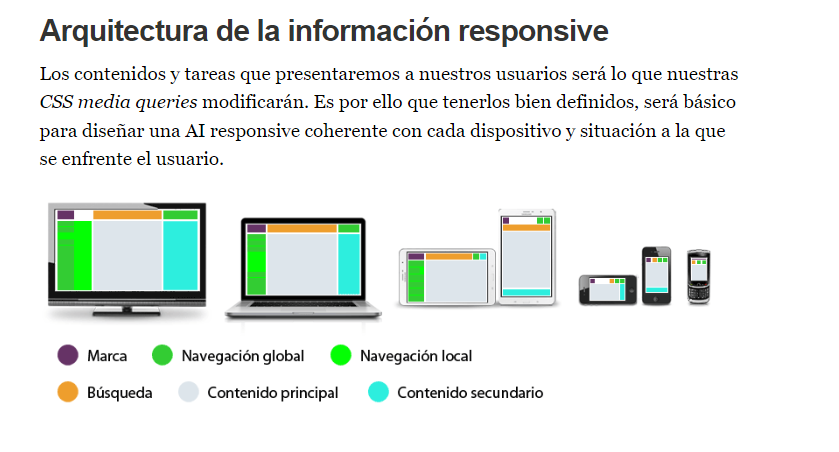 Arquitectura de la información responsive
Los contenidos y tareas que presentaremos a nuestros usuarios será lo que nuestras
CSS media queries modificarán. Es por ello que tenerlos bien definidos, será básico
para diseñar una AI responsive coherente con cada dispositivo y situación a la que
se enfrente el usuario.
Marca
Navegación global
Navegación local
Búsqueda
Contenido principal
Contenido secundario